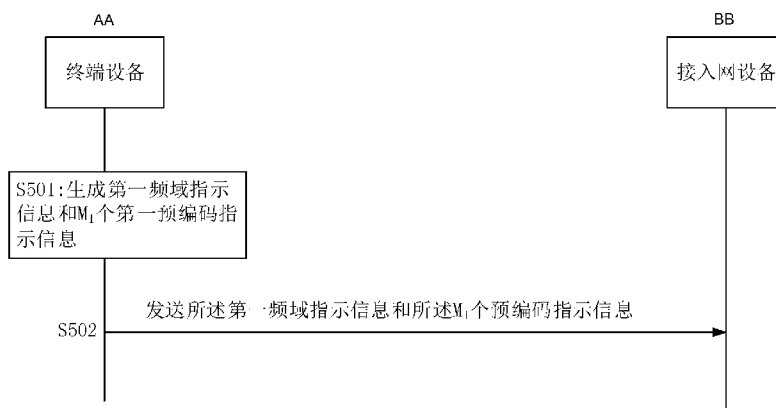 AA
BB
终端设备
接入网设备
S501:生成第一频域指示
信息和M₁个第一预编码指
示信息
发送所述第一频域指示信息和所述M₁个预编码指示信息
S502